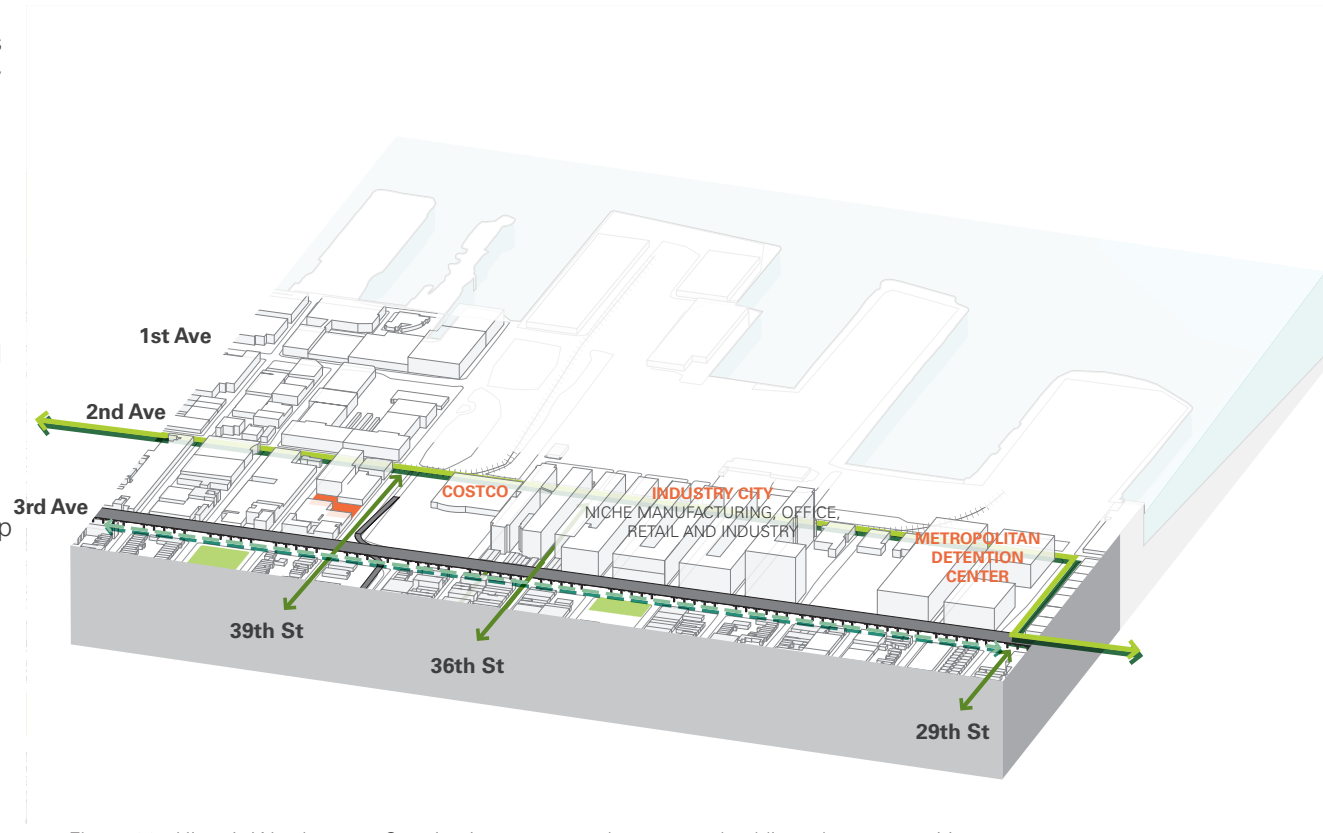 1st Ave
2nd Ave
3rd Ave
COSTCO
INDUSTRY CITY
NICHE MANUFACTURING, OFFICE,
RETAIL AND INDUSTRY
METROPOLITAN
DETENTION
CENTER
39th St
36th St
29th St